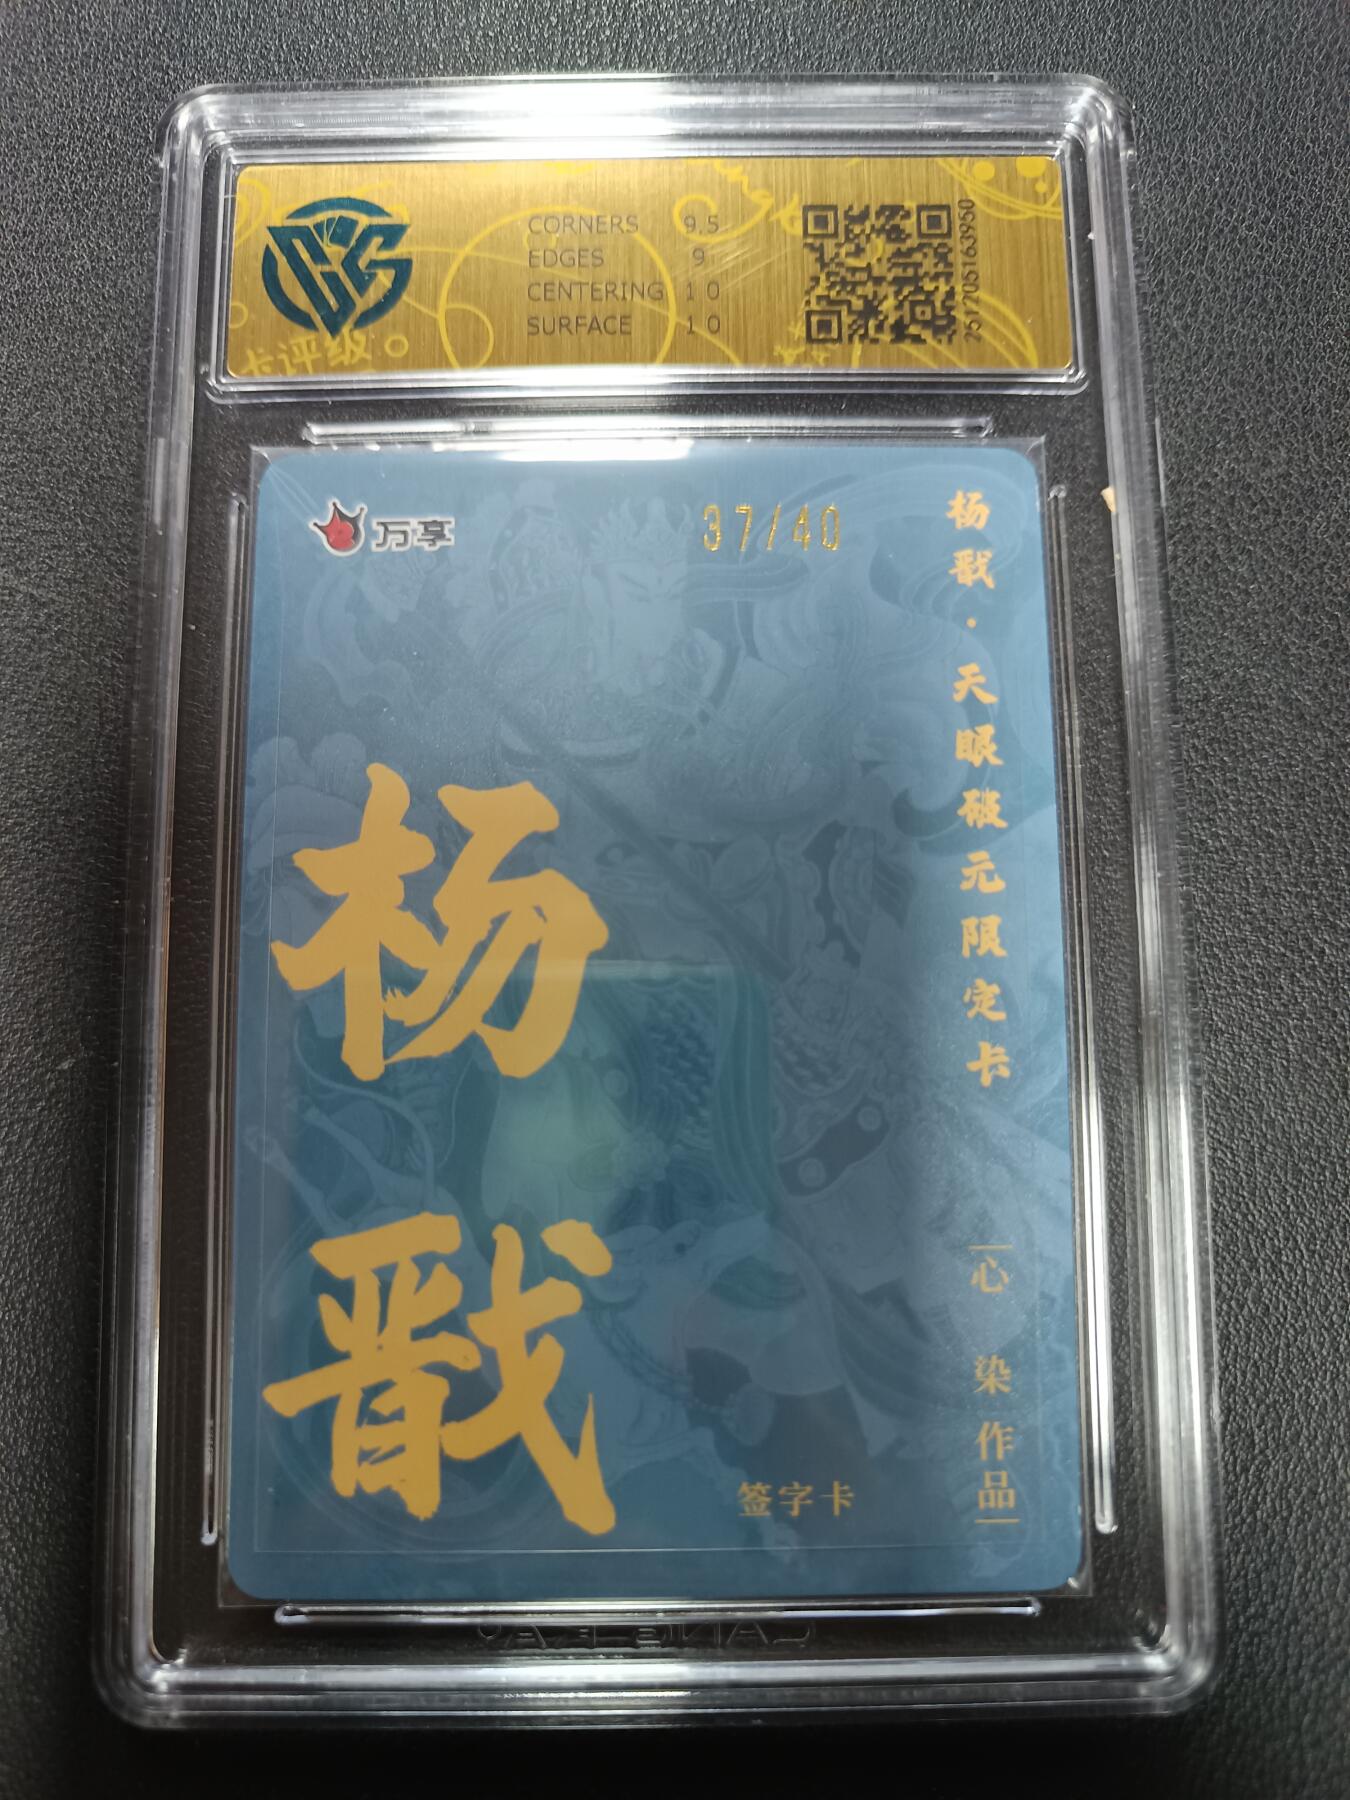 CORNERS 9.5
EDGES 9
CENTERING 10
SURFACE 10
251205163950
卡评级
万享
37/40
杨戬·天眼破元限定卡
杨戬
心染作品
签字卡